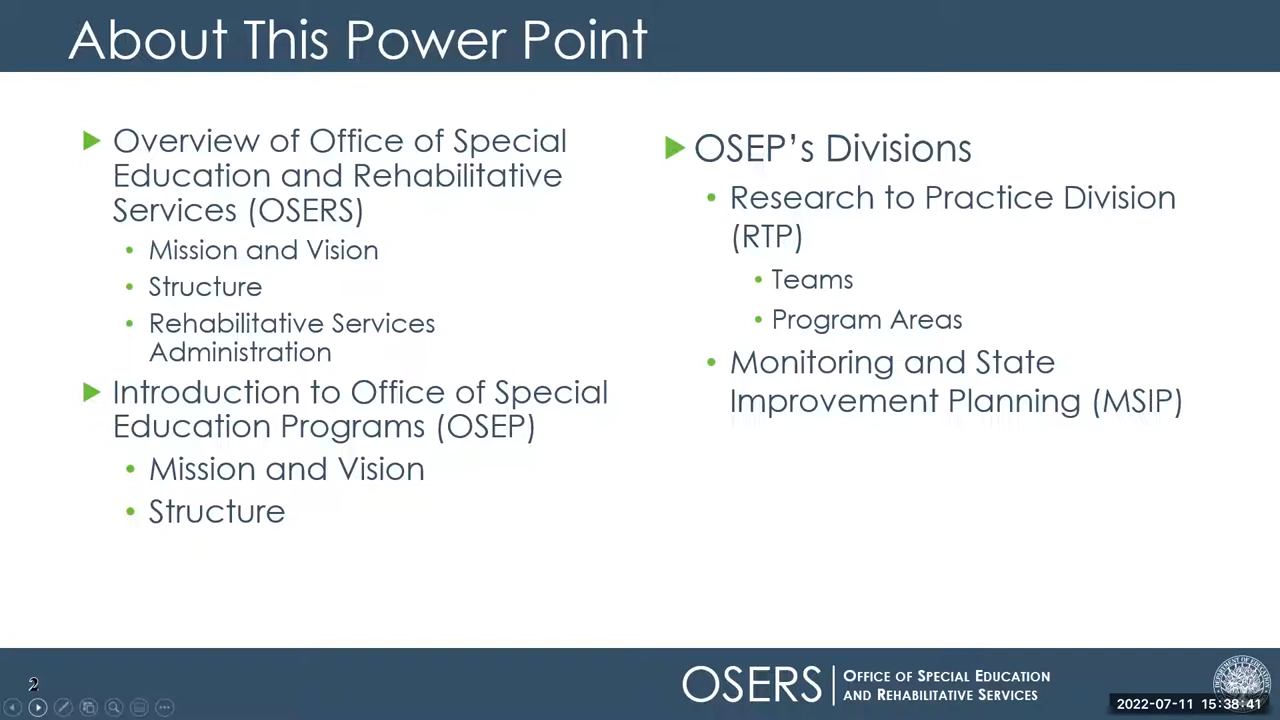 About This Power Point
Overview of Office of Special
Education and Rehabilitative
Services (OSERS)
Mission and Vision
Structure
Rehabilitative Services
Administration
Introduction to Office of Special
Education Programs (OSEP)
Mission and Vision
Structure
OSEP's Divisions
Research to Practice Division
(RTP)
Teams
Program Areas
Monitoring and State
Improvement Planning (MSIP)
2
OSERS
OFFICE OF SPECIAL EDUCATION
AND REHABILITATIVE SERVICES
2022-07-11 15:38:41